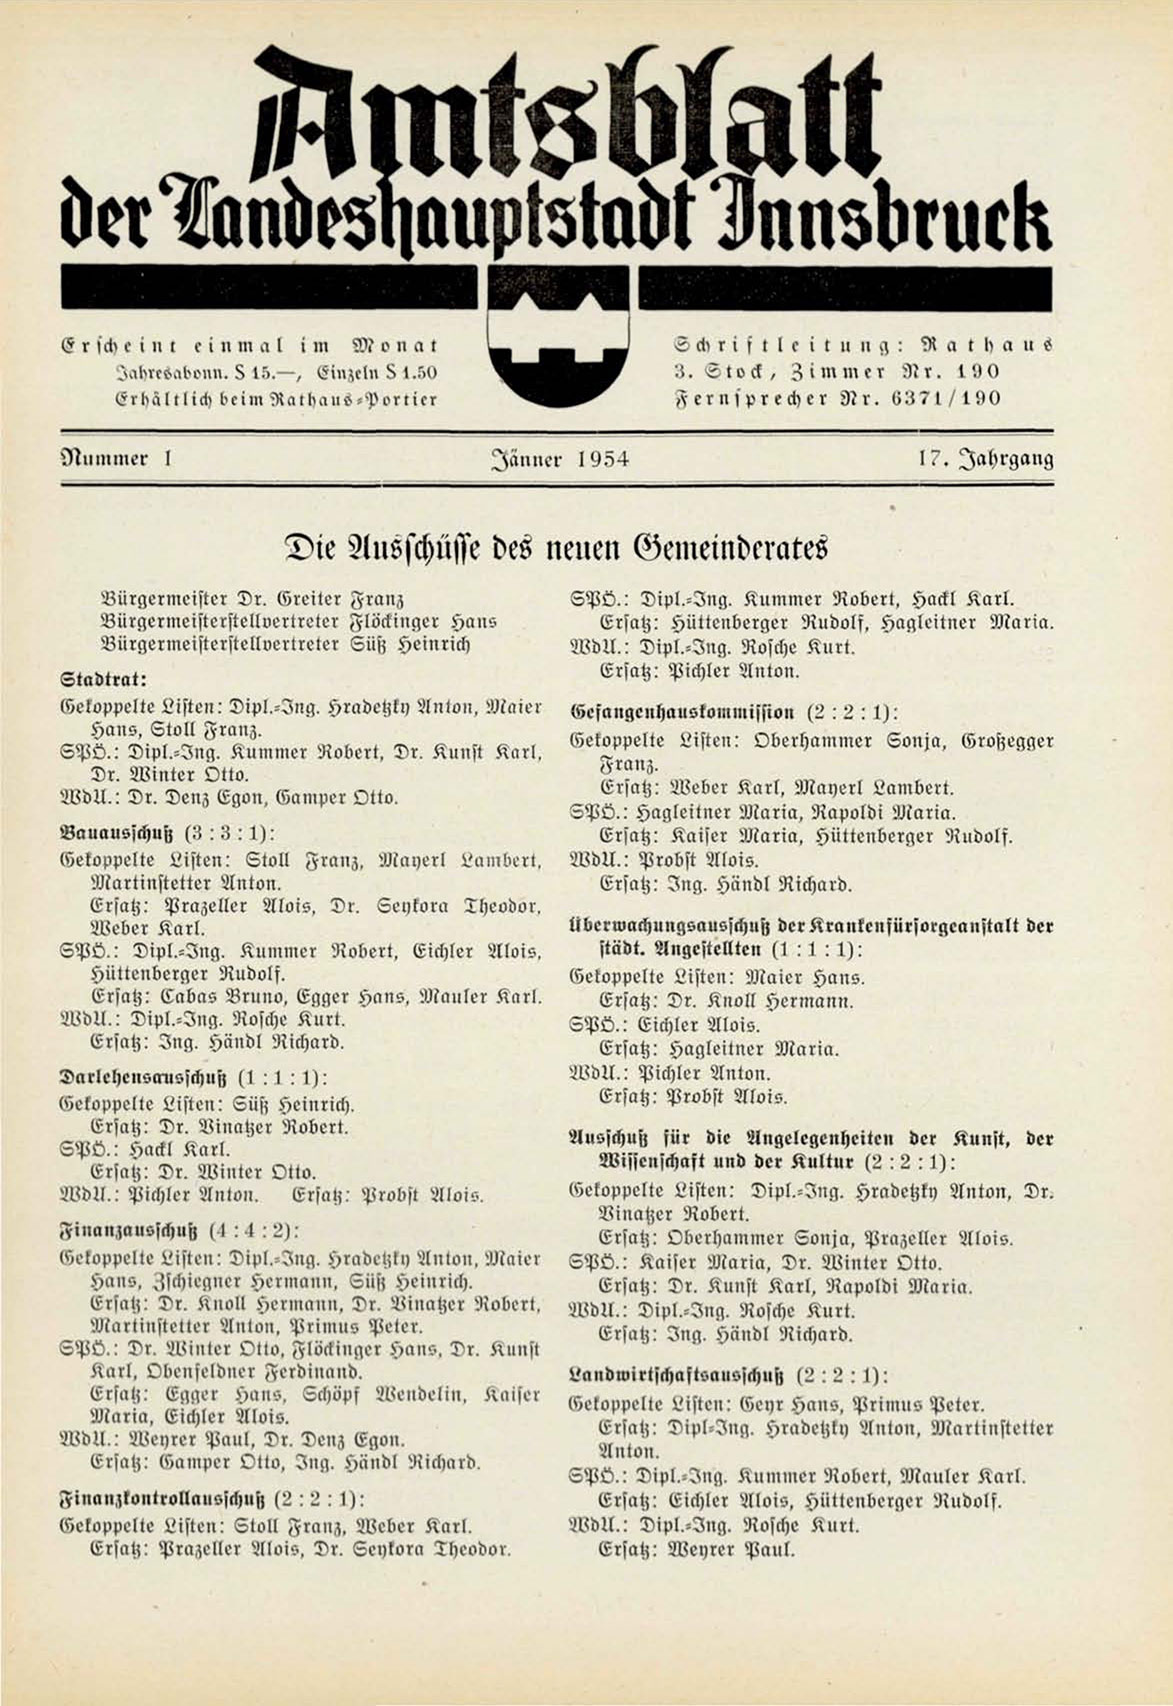 Amtsblatt
der Landeshauptstadt Innsbruck
Erscheint einmal im Monat
Jahresabonn. S 15.—, Einzeln S 1.50
Erhältlich beim Rathaus-Portier
Schriftleitung: Rathaus
3. Stock, Zimmer Nr. 190
Fernsprecher Nr. 6371/190
Nummer 1 Jänner 1954 17. Jahrgang
Die Ausschüsse des neuen Gemeinderates
Bürgermeister Dr. Greiter Franz
Bürgermeisterstellvertreter Flöckinger Hans
Bürgermeisterstellvertreter Süß Heinrich
Stadtrat:
Gekoppelte Listen: Dipl.-Ing. Hradetzky Anton, Maier
Hans, Stoll Franz.
SPÖ.: Dipl.-Ing. Kummer Robert, Dr. Kunst Karl,
Dr. Winter Otto.
WdU.: Dr. Denz Egon, Gamper Otto.
Bauausschuß (3 : 3 : 1):
Gekoppelte Listen: Stoll Franz, Mayerl Lambert,
Martinstetter Anton.
Ersatz: Prazeller Alois, Dr. Seykora Theodor,
Weber Karl.
SPÖ.: Dipl.-Ing. Kummer Robert, Eichler Alois,
Hüttenberger Rudolf.
Ersatz: Cabas Bruno, Egger Hans, Mauler Karl.
WdU.: Dipl.-Ing. Rosche Kurt.
Ersatz: Ing. Händl Richard.
Darlehensausschuß (1 : 1 : 1):
Gekoppelte Listen: Süß Heinrich.
Ersatz: Dr. Vinatzer Robert.
SPÖ.: Hackl Karl.
Ersatz: Dr. Winter Otto.
WdU.: Pichler Anton. Ersatz: Probst Alois.
Finanzausschuß (4 : 4 : 2):
Gekoppelte Listen: Dipl.-Ing. Hradetzky Anton, Maier
Hans, Zschiegner Hermann, Süß Heinrich.
Ersatz: Dr. Knoll Hermann, Dr. Vinatzer Robert,
Martinstetter Anton, Primus Peter.
SPÖ.: Dr. Winter Otto, Flöckinger Hans, Dr. Kunst
Karl, Obenfeldner Ferdinand.
Ersatz: Egger Hans, Schöpf Wendelin, Kaiser
Maria, Eichler Alois.
WdU.: Weyrer Paul, Dr. Denz Egon.
Ersatz: Gamper Otto, Ing. Händl Richard.
Finanzkontrollausschuß (2 : 2 : 1):
Gekoppelte Listen: Stoll Franz, Weber Karl.
Ersatz: Prazeller Alois, Dr. Seykora Theodor.
SPÖ.: Dipl.-Ing. Kummer Robert, Hackl Karl.
Ersatz: Hüttenberger Rudolf, Hagleitner Maria.
WdU.: Dipl.-Ing. Rosche Kurt.
Ersatz: Pichler Anton.
Gefangenhauskommission (2 : 2 : 1):
Gekoppelte Listen: Oberhammer Sonja, Großegger
Franz.
Ersatz: Weber Karl, Mayerl Lambert.
SPÖ.: Hagleitner Maria, Rapoldi Maria.
Ersatz: Kaiser Maria, Hüttenberger Rudolf.
WdU.: Probst Alois.
Ersatz: Ing. Händl Richard.
Überwachungsausschuß der Krankenfürsorgeanstalt der
städt. Angestellten (1 : 1 : 1):
Gekoppelte Listen: Maier Hans.
Ersatz: Dr. Knoll Hermann.
SPÖ.: Eichler Alois.
Ersatz: Hagleitner Maria.
WdU.: Pichler Anton.
Ersatz: Probst Alois.
Ausschuß für die Angelegenheiten der Kunst, der
Wissenschaft und der Kultur (2 : 2 : 1):
Gekoppelte Listen: Dipl.-Ing. Hradetzky Anton, Dr.
Vinatzer Robert.
Ersatz: Oberhammer Sonja, Prazeller Alois.
SPÖ.: Kaiser Maria, Dr. Winter Otto.
Ersatz: Dr. Kunst Karl, Rapoldi Maria.
WdU.: Dipl.-Ing. Rosche Kurt.
Ersatz: Ing. Händl Richard.
Landwirtschaftsausschuß (2 : 2 : 1):
Gekoppelte Listen: Geyr Hans, Primus Peter.
Ersatz: Dipl-Ing. Hradetzky Anton, Martinstetter
Anton.
SPÖ.: Dipl.-Ing. Kummer Robert, Mauler Karl.
Ersatz: Eichler Alois, Hüttenberger Rudolf.
WdU.: Dipl.-Ing. Rosche Kurt.
Ersatz: Weyrer Paul.